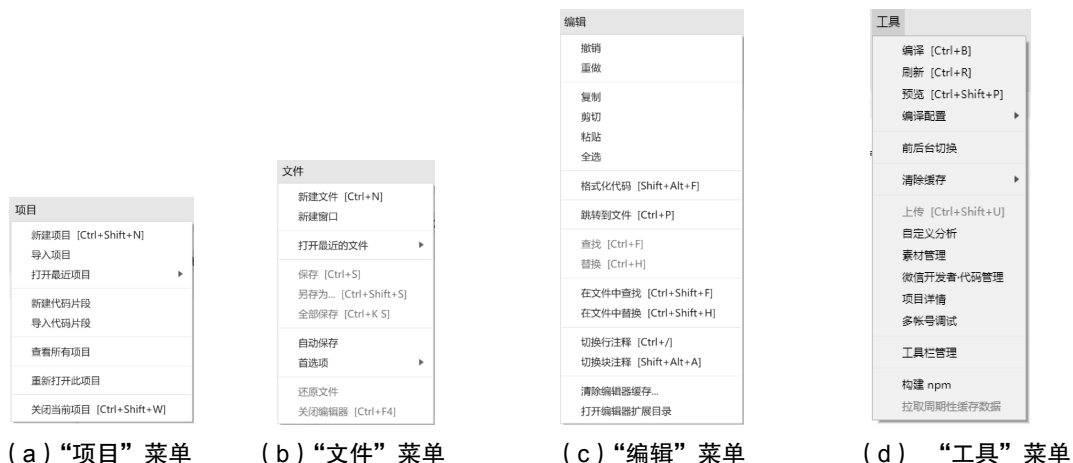 项目
新建项目 [Ctrl+Shift+N]
导入项目
打开最近项目
新建代码片段
导入代码片段
查看所有项目
重新打开此项目
关闭当前项目 [Ctrl+Shift+W]
(a)“项目”菜单
文件
新建文件 [Ctrl+N]
新建窗口
打开最近的文件
保存 [Ctrl+S]
另存为... [Ctrl+Shift+S]
全部保存 [Ctrl+K S]
自动保存
首选项
还原文件
关闭编辑器 [Ctrl+F4]
(b)“文件”菜单
编辑
撤销
重做
复制
剪切
粘贴
全选
格式化代码 [Shift+Alt+F]
跳转到文件 [Ctrl+P]
查找 [Ctrl+F]
替换 [Ctrl+H]
在文件中查找 [Ctrl+Shift+F]
在文件中替换 [Ctrl+Shift+H]
切换行注释 [Ctrl+/]
切换块注释 [Shift+Alt+A]
清除编辑器缓存...
打开编辑器扩展目录
(c)“编辑”菜单
工具
编译 [Ctrl+B]
刷新 [Ctrl+R]
预览 [Ctrl+Shift+P]
编译配置
前后台切换
清除缓存
上传 [Ctrl+Shift+U]
自定义分析
素材管理
微信开发者·代码管理
项目详情
多帐号调试
工具栏管理
构建 npm
拉取周期性缓存数据
(d) “工具”菜单